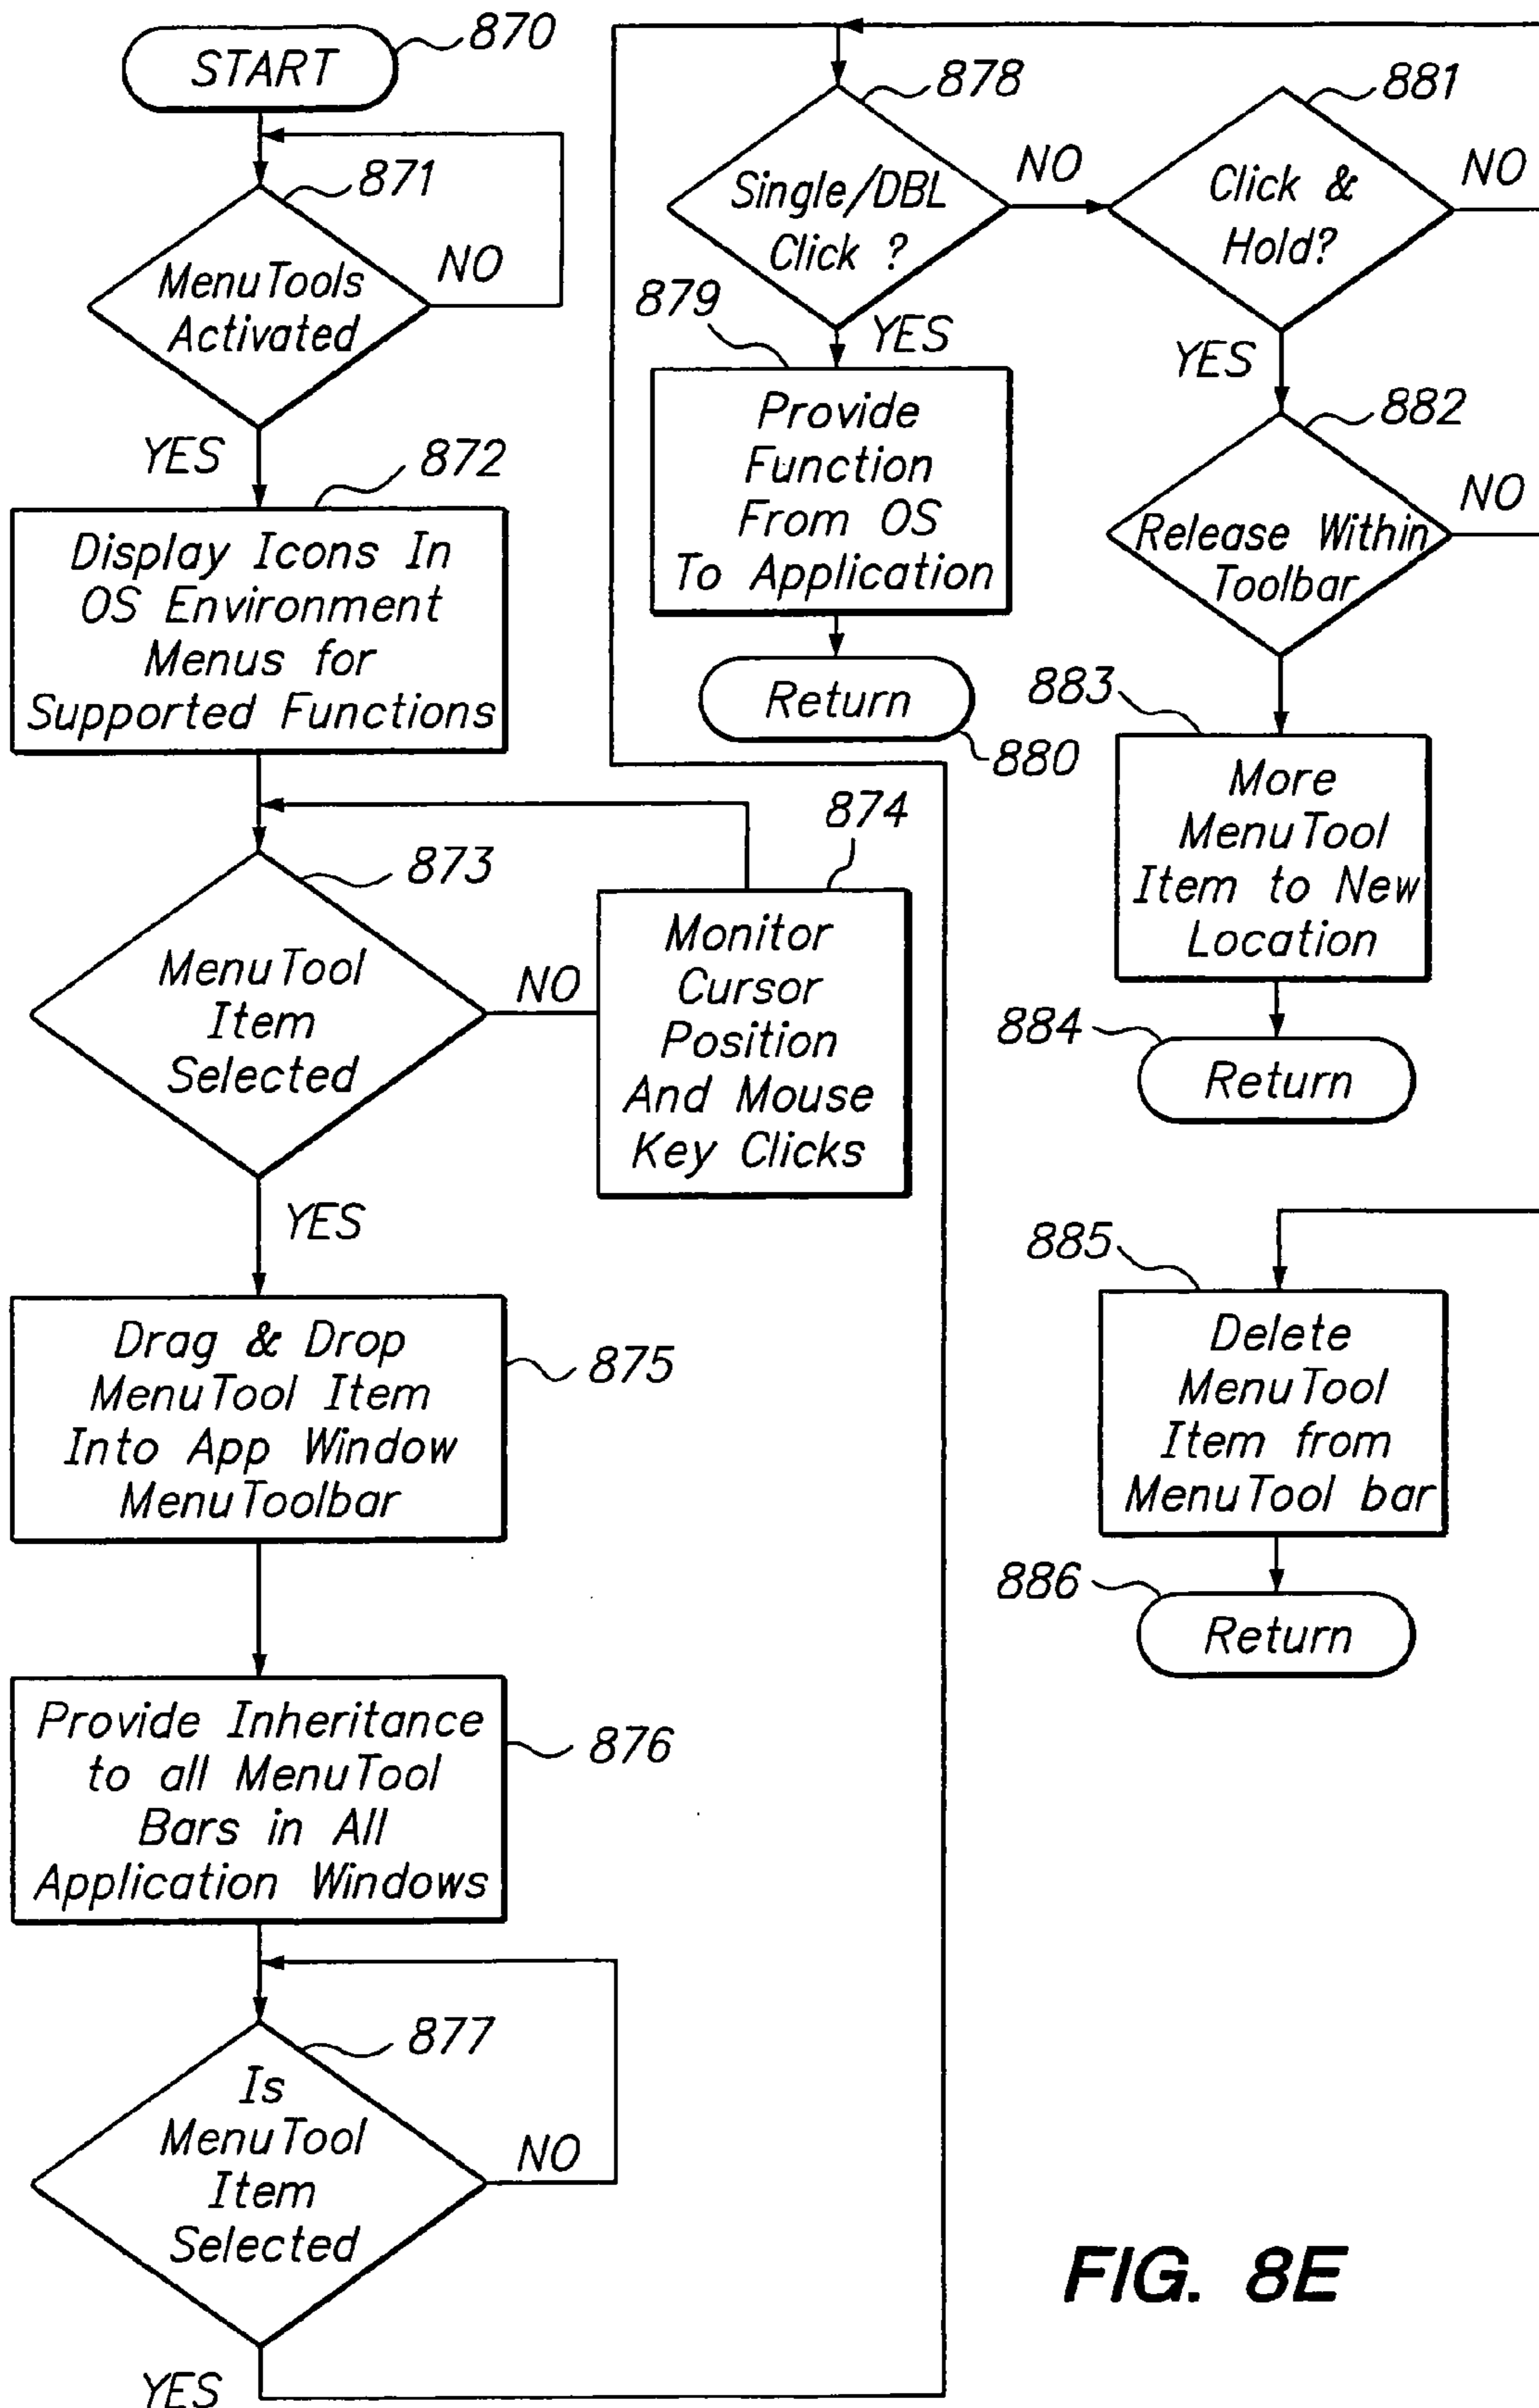 START
870
871
MenuTools
Activated
NO
YES
872
Display Icons In
OS Environment
Menus for
Supported Functions
873
MenuTool
Item
Selected
NO
874
Monitor
Cursor
Position
And Mouse
Key Clicks
YES
Drag & Drop
MenuTool Item
Into App Window
MenuToolbar
875
Provide Inheritance
to all MenuTool
Bars in All
Application Windows
876
877
Is
MenuTool
Item
Selected
NO
YES
878
Single/DBL
Click ?
NO
YES
879
Provide
Function
From OS
To Application
Return
880
881
Click &
Hold?
NO
YES
882
Release Within
Toolbar
NO
883
More
MenuTool
Item to New
Location
884
Return
885
Delete
MenuTool
Item from
MenuTool bar
886
Return
FIG. 8E